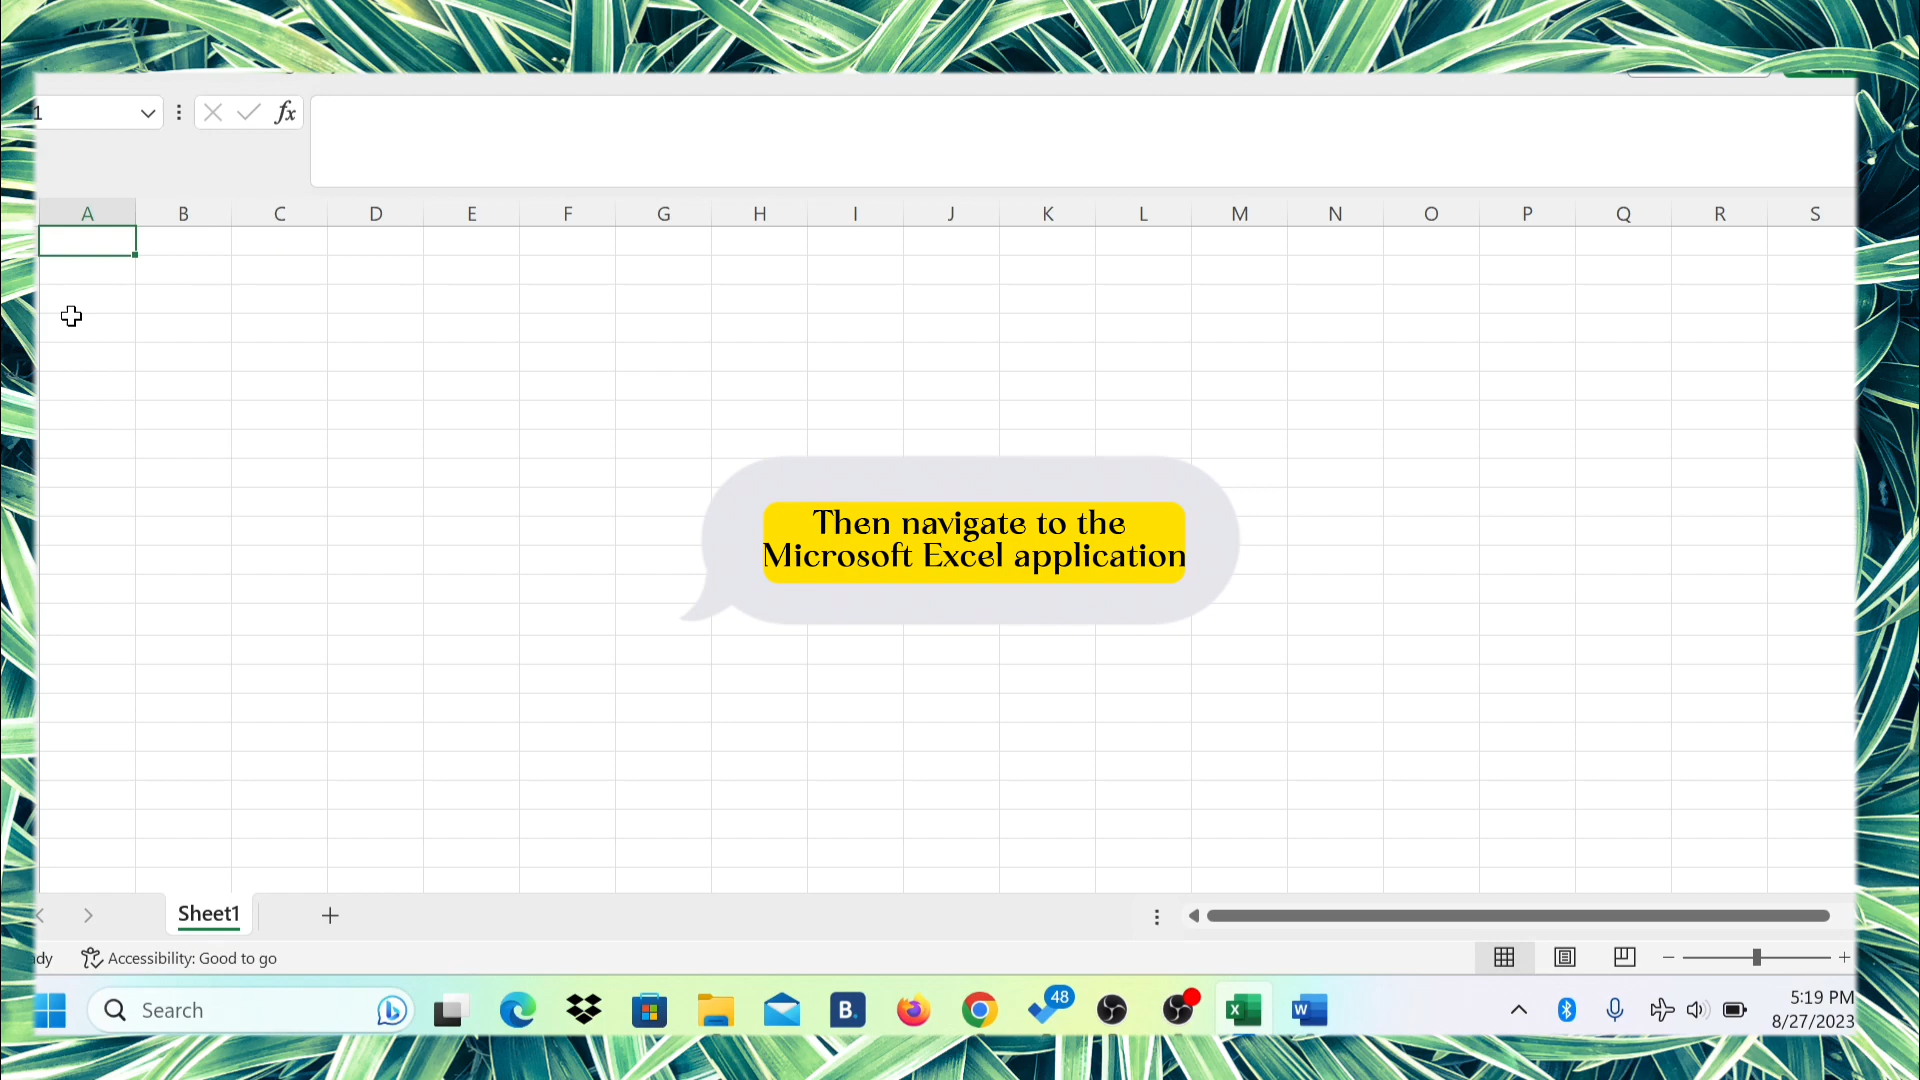 1
fx
A B C D E F G H I J K L M N O P Q R S
Then navigate to the
Microsoft Excel application
Sheet1
dy
Accessibility: Good to go
Search
B.
48
X
W
5:19 PM
8/27/2023